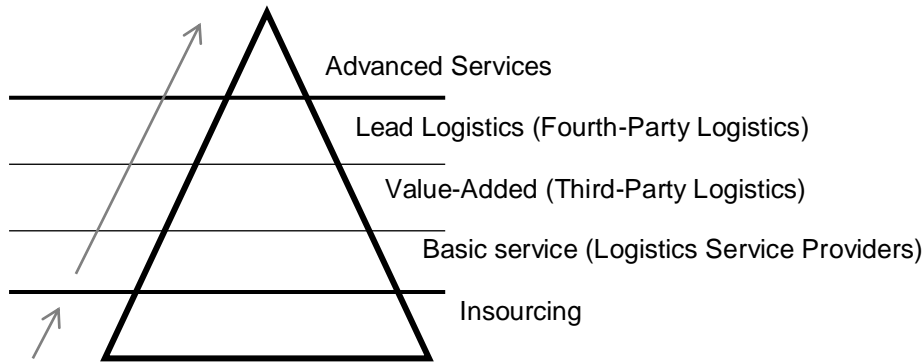 Advanced Services
Lead Logistics (Fourth-Party Logistics)
Value-Added (Third-Party Logistics)
Basic service (Logistics Service Providers)
Insourcing